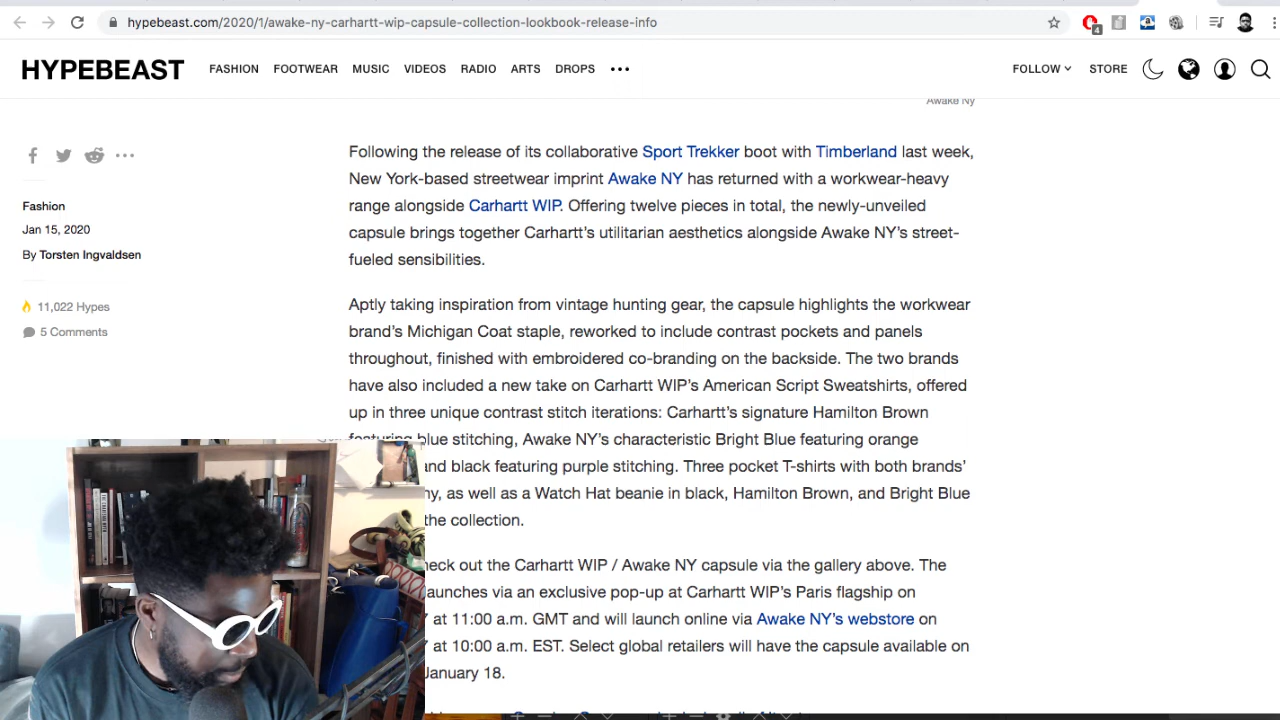 hypebeast.com/2020/1/awake-ny-carhartt-wip-capsule-collection-lookbook-release-info
4
HYPEBEAST FASHION FOOTWEAR MUSIC VIDEOS RADIO ARTS DROPS ••• FOLLOW STORE
Awake Ny
Fashion
Jan 15, 2020
By Torsten Ingvaldsen
11,022 Hypes
5 Comments
Following the release of its collaborative Sport Trekker boot with Timberland last week,
New York-based streetwear imprint Awake NY has returned with a workwear-heavy
range alongside Carhartt WIP. Offering twelve pieces in total, the newly-unveiled
capsule brings together Carhartt’s utilitarian aesthetics alongside Awake NY’s street-
fueled sensibilities.
Aptly taking inspiration from vintage hunting gear, the capsule highlights the workwear
brand’s Michigan Coat staple, reworked to include contrast pockets and panels
throughout, finished with embroidered co-branding on the backside. The two brands
have also included a new take on Carhartt WIP’s American Script Sweatshirts, offered
up in three unique contrast stitch iterations: Carhartt’s signature Hamilton Brown
featuring blue stitching, Awake NY’s characteristic Bright Blue featuring orange
and black featuring purple stitching. Three pocket T-shirts with both brands’
as well as a Watch Hat beanie in black, Hamilton Brown, and Bright Blue
the collection.
out the Carhartt WIP / Awake NY capsule via the gallery above. The
via an exclusive pop-up at Carhartt WIP’s Paris flagship on
at 11:00 a.m. GMT and will launch online via Awake NY’s webstore on
at 10:00 a.m. EST. Select global retailers will have the capsule available on
January 18.